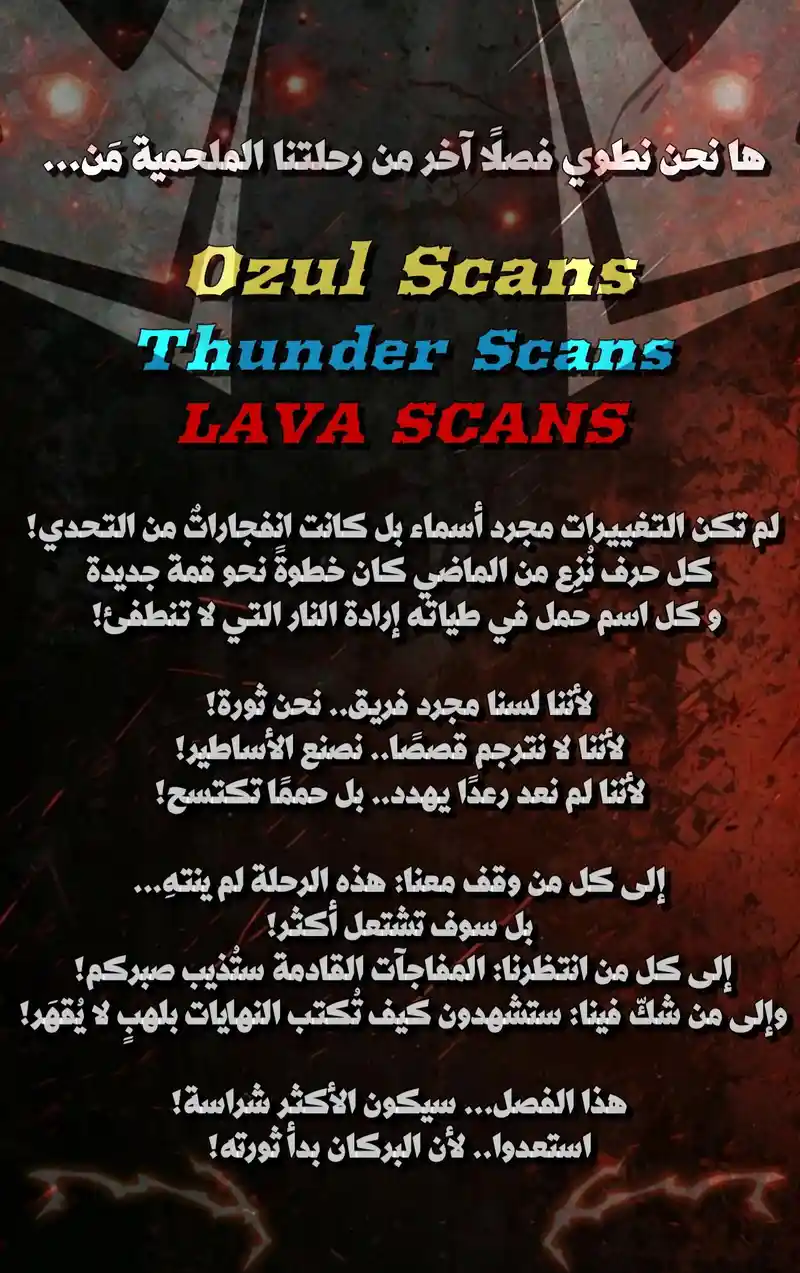 ها نحن نطوي فصلًا آخر من رحلتنا الملحمية مَن...
Ozul Scans
Thunder Scans
LAVA SCANS
لم تكن التغييرات مجرد أسماء بل كانت انفجاراتٌ من التحدي!
كل حرف نُزِع من الماضي كان خطوةً نحو قمة جديدة
و كل اسم حمل في طياته إرادة النار التي لا تنطفئ!
لأننا لسنا مجرد فريق.. نحن ثورة!
لأننا لا نترجم قصصًا.. نصنع الأساطير!
لأننا لم نعد رعدًا يهدد.. بل حممًا تكتسح!
إلى كل من وقف معنا: هذه الرحلة لم ينتهِ...
بل سوف تشتعل أكثر!
إلى كل من انتظرنا: المفاجآت القادمة ستُذيب صبركم!
وإلى من شكّ فينا: ستشهدون كيف تُكتب النهايات بلهبٍ لا يُقهَر!
هذا الفصل... سيكون الأكثر شراسة!
استعدوا.. لأن البركان بدأ ثورته!